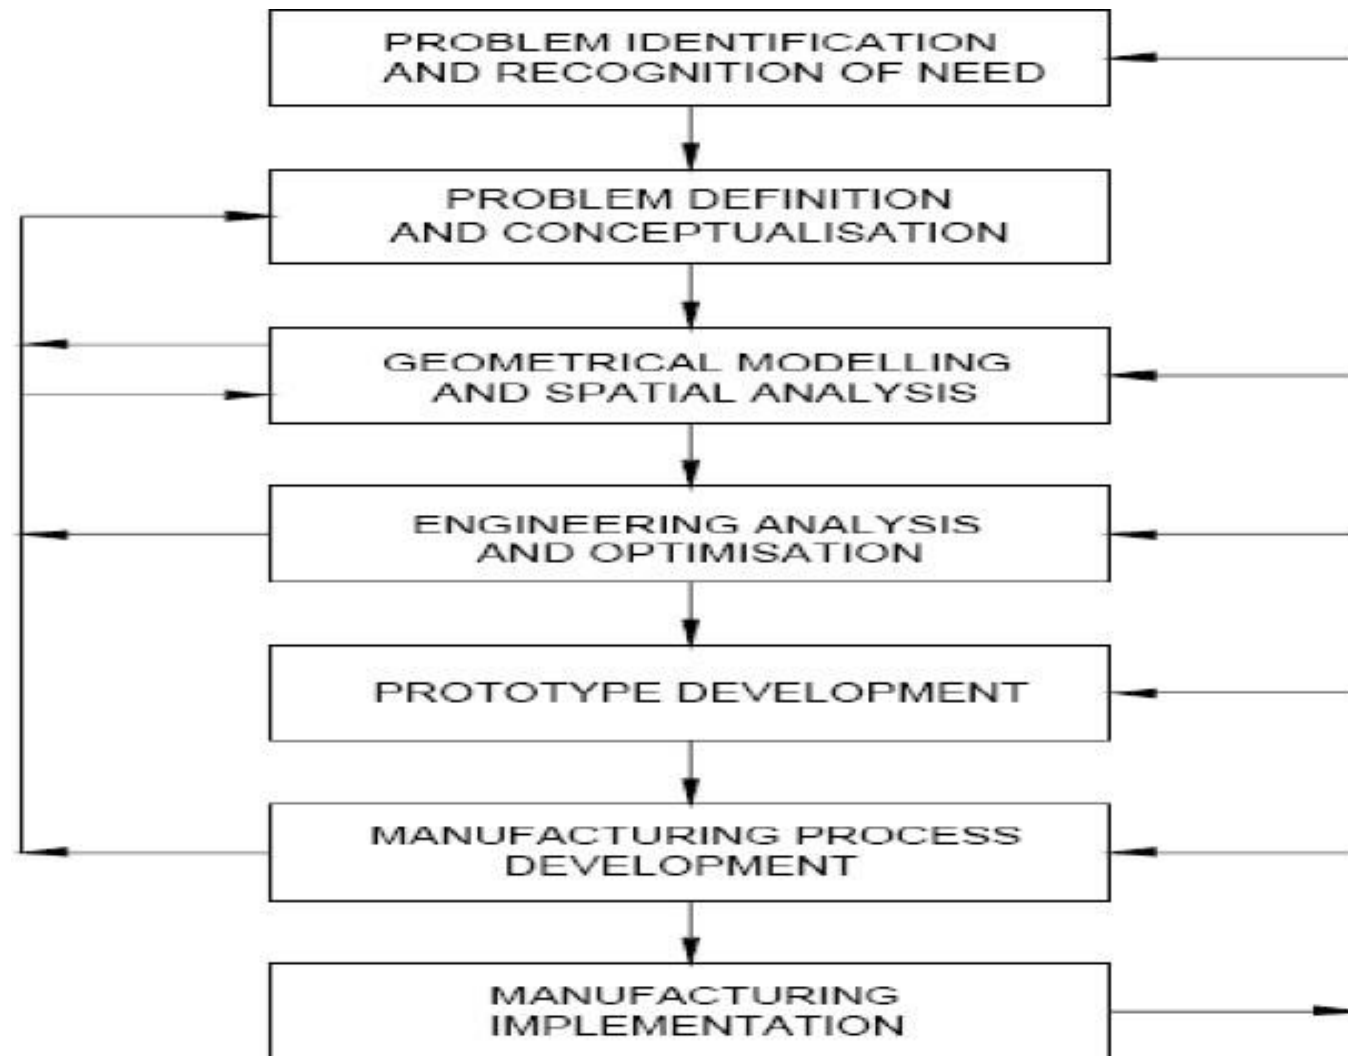 PROBLEM IDENTIFICATION
AND RECOGNITION OF NEED
PROBLEM DEFINITION
AND CONCEPTUALISATION
GEOMETRICAL MODELLING
AND SPATIAL ANALYSIS
ENGINEERING ANALYSIS
AND OPTIMISATION
PROTOTYPE DEVELOPMENT
MANUFACTURING PROCESS
DEVELOPMENT
MANUFACTURING
IMPLEMENTATION